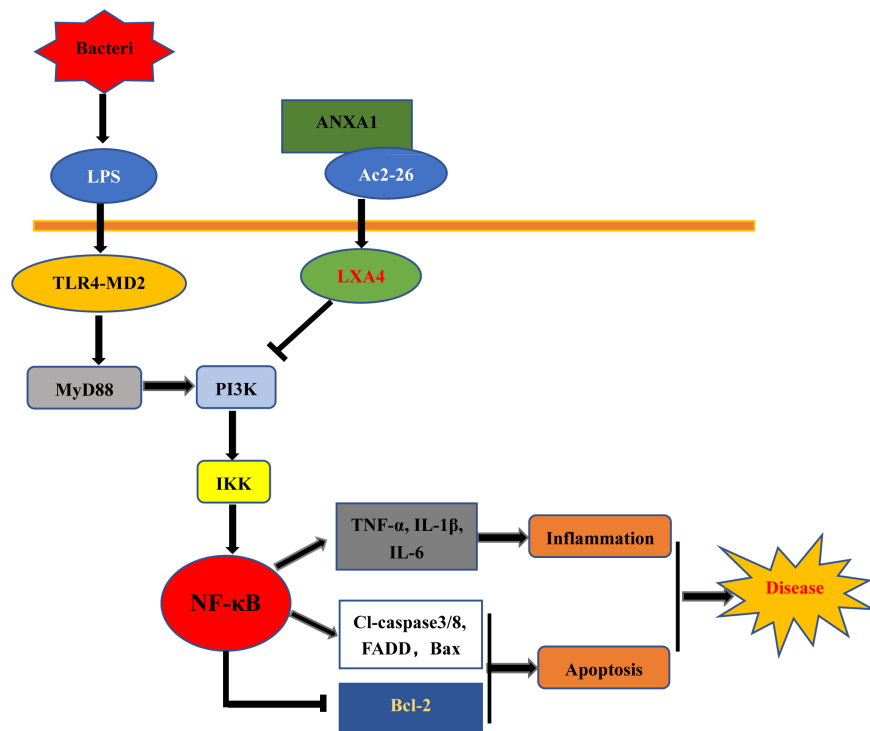 Bacteri
ANXA1
LPS
Ac2-26
TLR4-MD2
LXA4
MyD88
PI3K
IKK
TNF-α, IL-1β,
IL-6
Inflammation
NF-κB
Disease
Cl-caspase3/8,
FADD，Bax
Apoptosis
Bcl-2